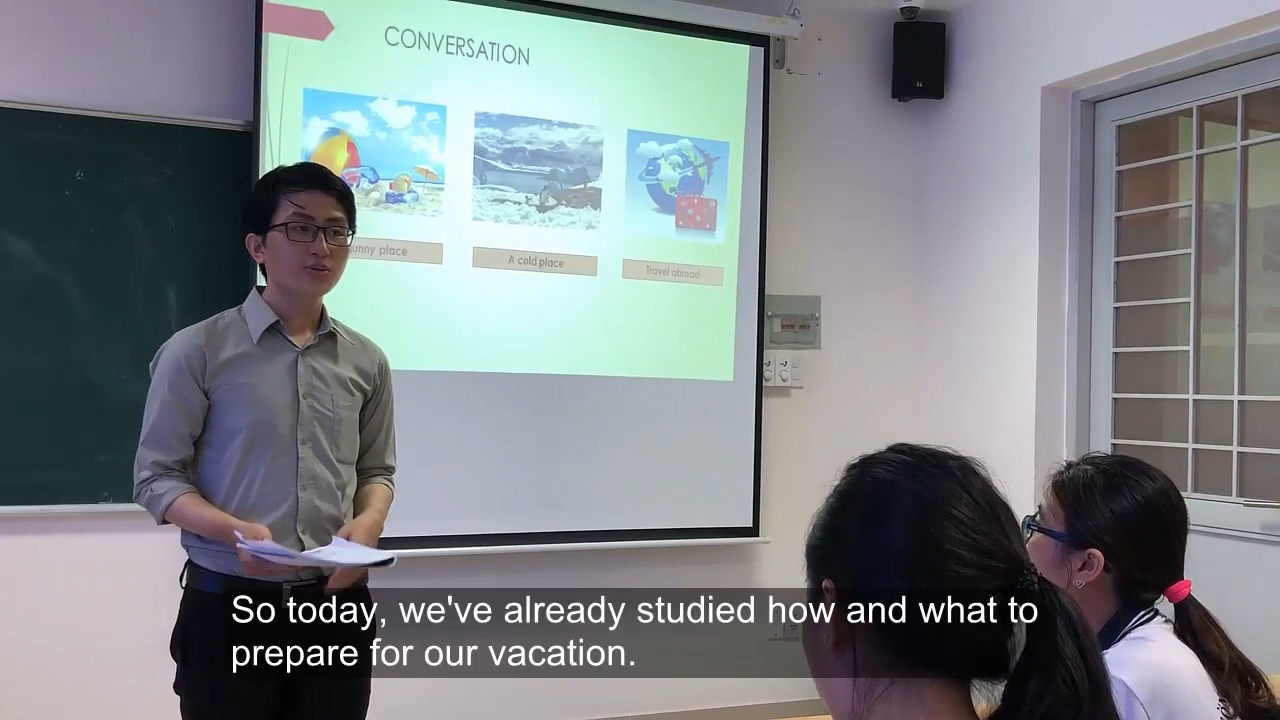 CONVERSATION
unny place
A cold place
Travel abroad
So today, we've already studied how and what to
prepare for our vacation.